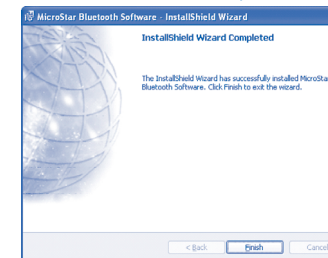 MicroStar Bluetooth Software - InstallShield Wizard
InstallShield Wizard Completed
The InstallShield Wizard has successfully installed MicroSta
Bluetooth Software. Click Finish to exit the wizard.
< Back
Finish
Cancel